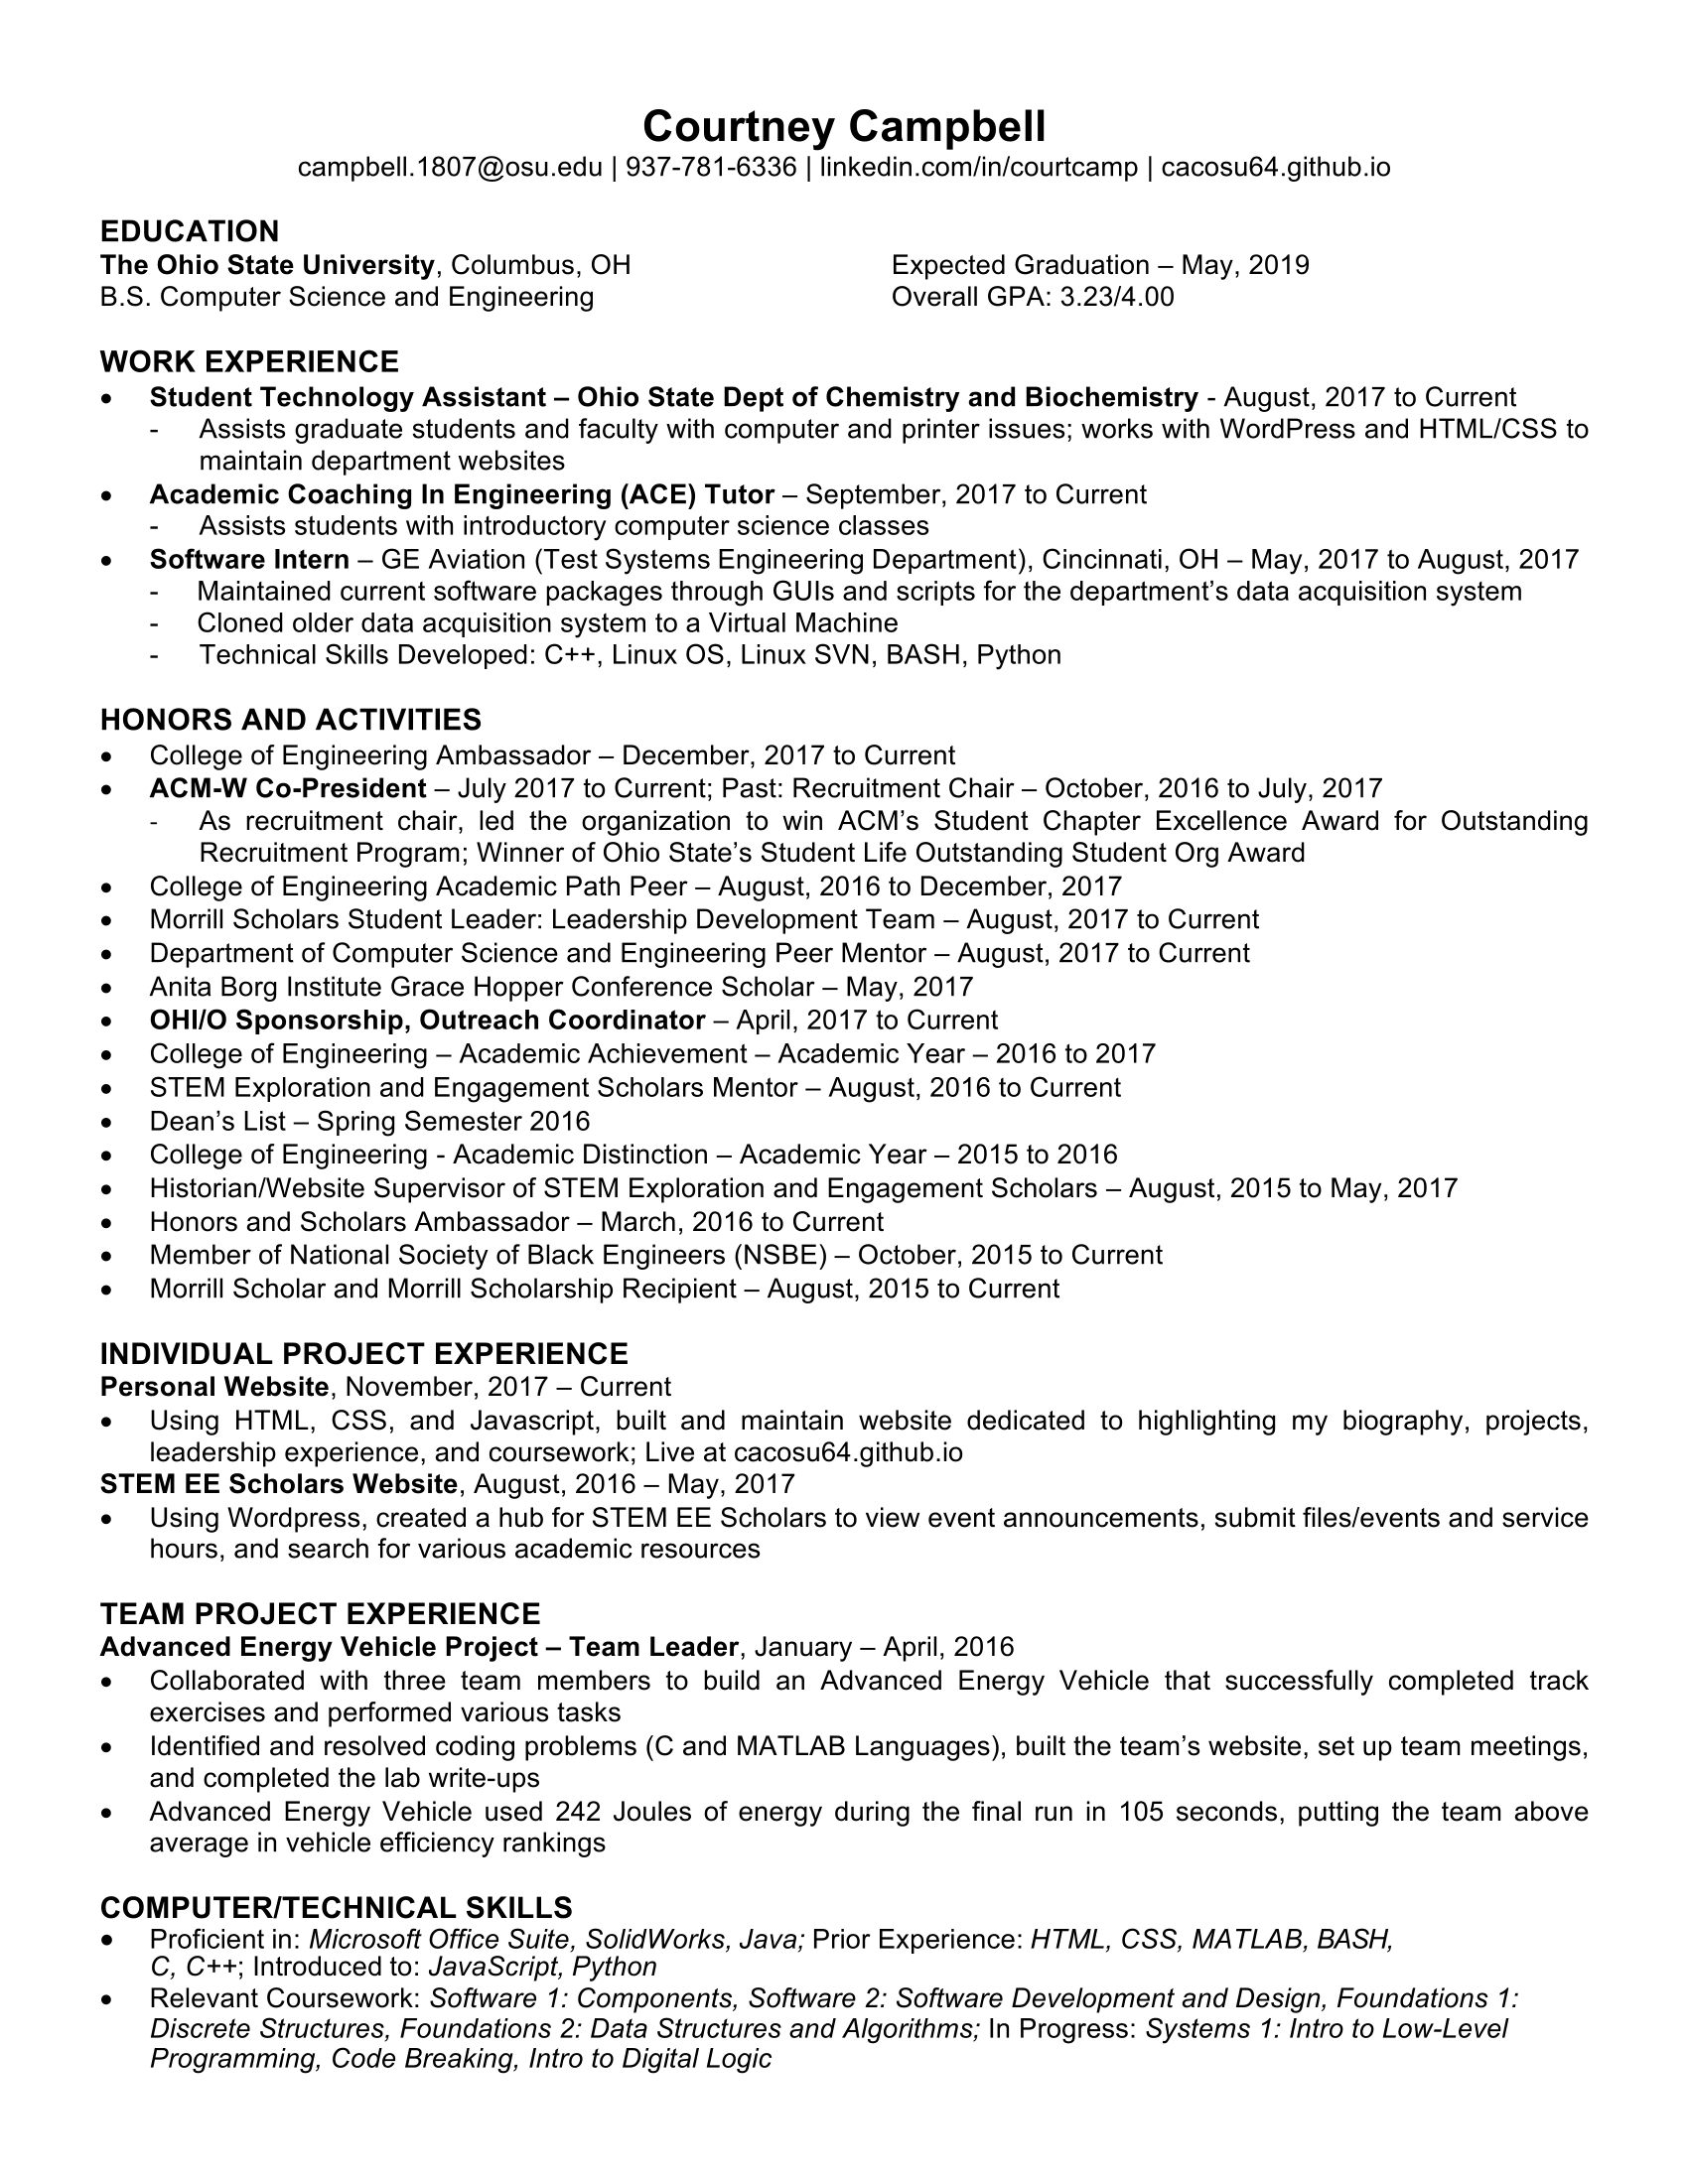 Courtney Campbell
campbell.1807@osu.edu | 937-781-6336 | linkedin.com/in/courtcamp | cacosu64.github.io
EDUCATION
The Ohio State University, Columbus, OH Expected Graduation – May, 2019
B.S. Computer Science and Engineering Overall GPA: 3.23/4.00
WORK EXPERIENCE
• Student Technology Assistant – Ohio State Dept of Chemistry and Biochemistry - August, 2017 to Current
- Assists graduate students and faculty with computer and printer issues; works with WordPress and HTML/CSS to
maintain department websites
• Academic Coaching In Engineering (ACE) Tutor – September, 2017 to Current
- Assists students with introductory computer science classes
• Software Intern – GE Aviation (Test Systems Engineering Department), Cincinnati, OH – May, 2017 to August, 2017
- Maintained current software packages through GUIs and scripts for the department’s data acquisition system
- Cloned older data acquisition system to a Virtual Machine
- Technical Skills Developed: C++, Linux OS, Linux SVN, BASH, Python
HONORS AND ACTIVITIES
• College of Engineering Ambassador – December, 2017 to Current
• ACM-W Co-President – July 2017 to Current; Past: Recruitment Chair – October, 2016 to July, 2017
- As recruitment chair, led the organization to win ACM’s Student Chapter Excellence Award for Outstanding
Recruitment Program; Winner of Ohio State’s Student Life Outstanding Student Org Award
• College of Engineering Academic Path Peer – August, 2016 to December, 2017
• Morrill Scholars Student Leader: Leadership Development Team – August, 2017 to Current
• Department of Computer Science and Engineering Peer Mentor – August, 2017 to Current
• Anita Borg Institute Grace Hopper Conference Scholar – May, 2017
• OHI/O Sponsorship, Outreach Coordinator – April, 2017 to Current
• College of Engineering – Academic Achievement – Academic Year – 2016 to 2017
• STEM Exploration and Engagement Scholars Mentor – August, 2016 to Current
• Dean’s List – Spring Semester 2016
• College of Engineering - Academic Distinction – Academic Year – 2015 to 2016
• Historian/Website Supervisor of STEM Exploration and Engagement Scholars – August, 2015 to May, 2017
• Honors and Scholars Ambassador – March, 2016 to Current
• Member of National Society of Black Engineers (NSBE) – October, 2015 to Current
• Morrill Scholar and Morrill Scholarship Recipient – August, 2015 to Current
INDIVIDUAL PROJECT EXPERIENCE
Personal Website, November, 2017 – Current
• Using HTML, CSS, and Javascript, built and maintain website dedicated to highlighting my biography, projects,
leadership experience, and coursework; Live at cacosu64.github.io
STEM EE Scholars Website, August, 2016 – May, 2017
• Using Wordpress, created a hub for STEM EE Scholars to view event announcements, submit files/events and service
hours, and search for various academic resources
TEAM PROJECT EXPERIENCE
Advanced Energy Vehicle Project – Team Leader, January – April, 2016
• Collaborated with three team members to build an Advanced Energy Vehicle that successfully completed track
exercises and performed various tasks
• Identified and resolved coding problems (C and MATLAB Languages), built the team’s website, set up team meetings,
and completed the lab write-ups
• Advanced Energy Vehicle used 242 Joules of energy during the final run in 105 seconds, putting the team above
average in vehicle efficiency rankings
COMPUTER/TECHNICAL SKILLS
• Proficient in: Microsoft Office Suite, SolidWorks, Java; Prior Experience: HTML, CSS, MATLAB, BASH,
C, C++; Introduced to: JavaScript, Python
• Relevant Coursework: Software 1: Components, Software 2: Software Development and Design, Foundations 1:
Discrete Structures, Foundations 2: Data Structures and Algorithms; In Progress: Systems 1: Intro to Low-Level
Programming, Code Breaking, Intro to Digital Logic